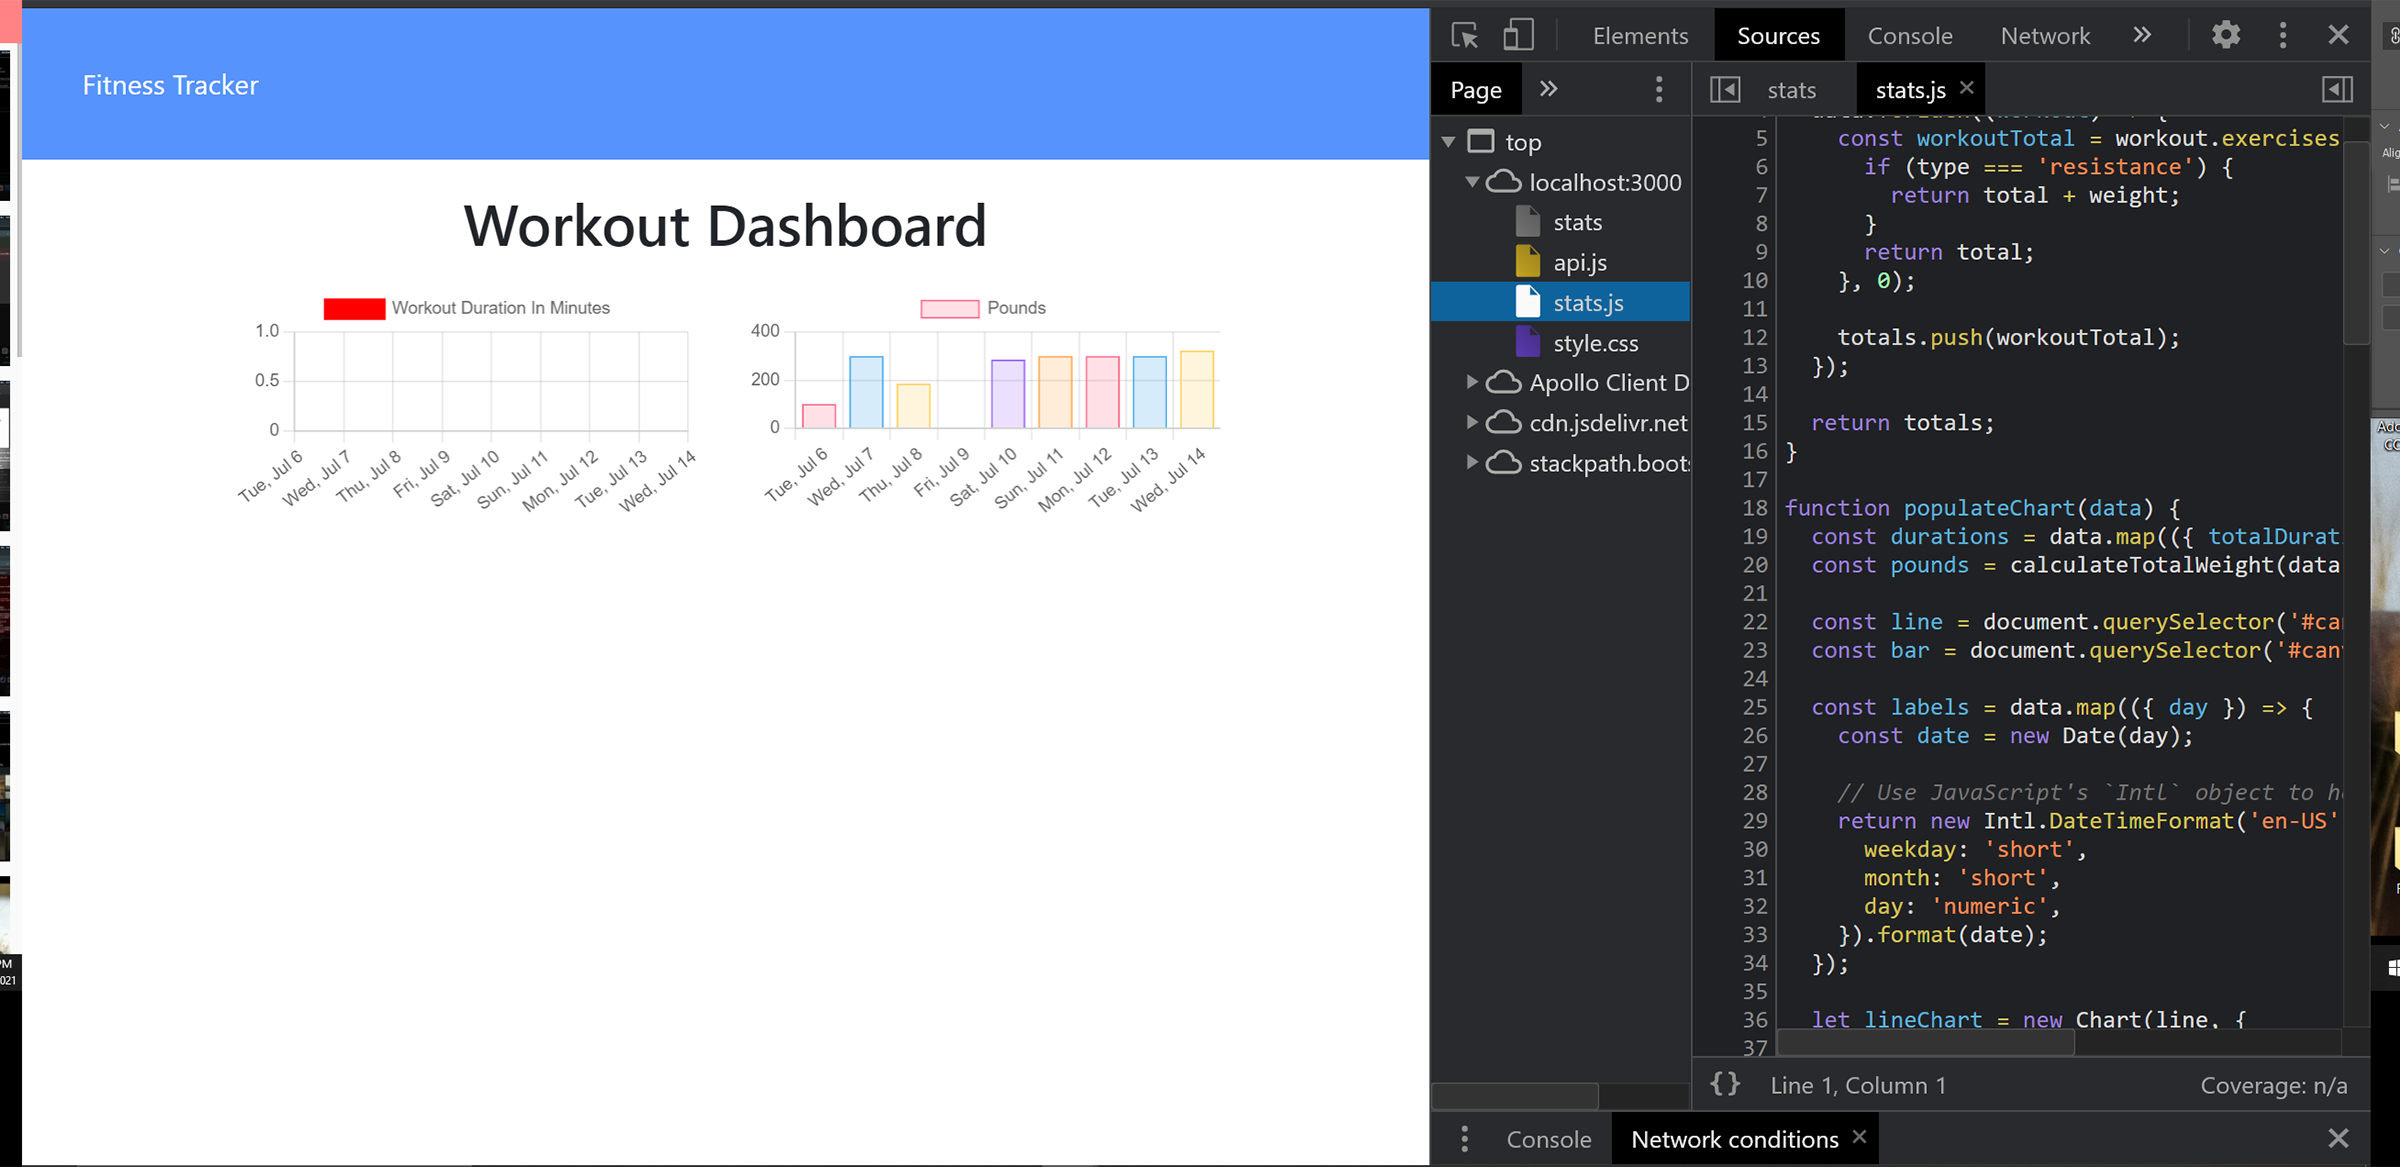 Fitness Tracker
Workout Dashboard
Workout Duration In Minutes
1.0
0.5
0
Tue, Jul 6
Wed, Jul 7
Thu, Jul 8
Fri, Jul 9
Sat, Jul 10
Sun, Jul 11
Mon, Jul 12
Tue, Jul 13
Wed, Jul 14
Pounds
400
200
0
Tue, Jul 6
Wed, Jul 7
Thu, Jul 8
Fri, Jul 9
Sat, Jul 10
Sun, Jul 11
Mon, Jul 12
Tue, Jul 13
Wed, Jul 14
PM
021
Elements Sources Console Network »
Page » stats stats.js ×
top
localhost:3000
stats
api.js
stats.js
style.css
Apollo Client D
cdn.jsdelivr.net
stackpath.boot
5 const workoutTotal = workout.exercises
6 if (type === 'resistance') {
7 return total + weight;
8 }
9 return total;
10 }, 0);
11
12 totals.push(workoutTotal);
13 });
14
15 return totals;
16 }
17
18 function populateChart(data) {
19 const durations = data.map(({ totalDurat
20 const pounds = calculateTotalWeight(data
21
22 const line = document.querySelector('#ca
23 const bar = document.querySelector('#can
24
25 const labels = data.map(({ day }) => {
26 const date = new Date(day);
27
28 // Use JavaScript's `Intl` object to h
29 return new Intl.DateTimeFormat('en-US'
30 weekday: 'short',
31 month: 'short',
32 day: 'numeric',
33 }).format(date);
34 });
35
36 let lineChart = new Chart(line, {
37
{} Line 1, Column 1 Coverage: n/a
Console Network conditions ×